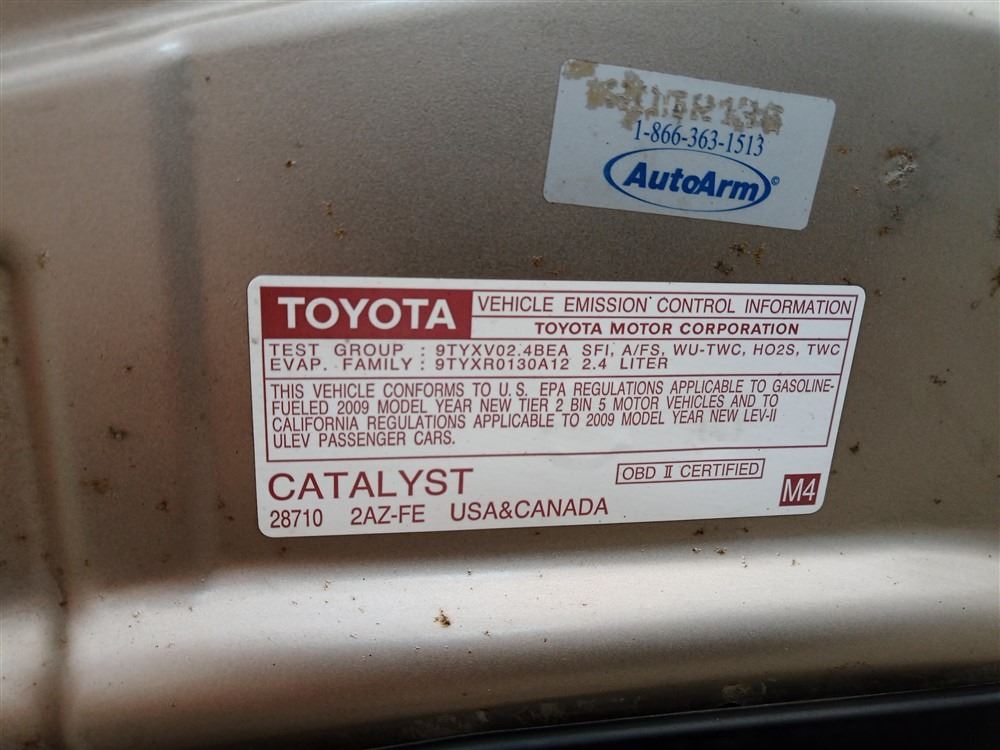 1-866-363-1513
AutoArm©
TOYOTA VEHICLE EMISSION CONTROL INFORMATION
TOYOTA MOTOR CORPORATION
TEST GROUP : 9TYXV02.4BEA SFI, A/FS, WU-TWC, HO2S, TWC
EVAP. FAMILY : 9TYXR0130A12 2.4 LITER
THIS VEHICLE CONFORMS TO U.S. EPA REGULATIONS APPLICABLE TO GASOLINE-
FUELED 2009 MODEL YEAR NEW TIER 2 BIN 5 MOTOR VEHICLES AND TO
CALIFORNIA REGULATIONS APPLICABLE TO 2009 MODEL YEAR NEW LEV-II
ULEV PASSENGER CARS.
CATALYST OBD II CERTIFIED
28710 2AZ-FE USA&CANADA M4